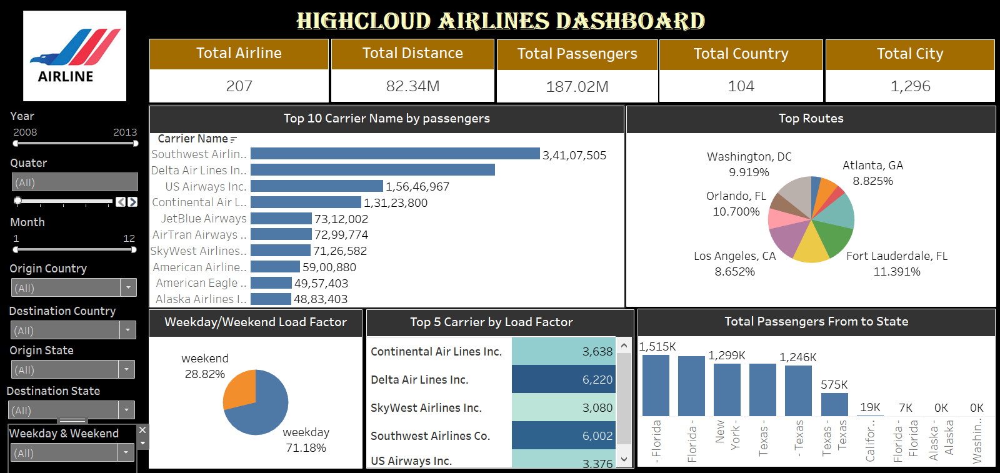 HIGHCLOUD AIRLINES DASHBOARD
AIRLINE
Total Airline
207
Total Distance
82.34M
Total Passengers
187.02M
Total Country
104
Total City
1,296
Year
2008 2013
Quater
(All)
Month
1 12
Origin Country
(All)
Destination Country
(All)
Origin State
(All)
Destination State
(All)
Weekday & Weekend
(All)
Top 10 Carrier Name by passengers
Carrier Name
Southwest Airlin.. 3,41,07,505
Delta Air Lines In..
US Airways Inc. 1,56,46,967
Continental Air L.. 1,31,23,800
JetBlue Airways 73,12,002
AirTran Airways .. 72,99,774
SkyWest Airlines.. 71,26,582
American Airline.. 59,00,880
American Eagle .. 49,57,403
Alaska Airlines I.. 48,83,403
Top Routes
Washington, DC
9.919%
Atlanta, GA
8.825%
Orlando, FL
10.700%
Los Angeles, CA
8.652%
Fort Lauderdale, FL
11.391%
Weekday/Weekend Load Factor
weekend
28.82%
weekday
71.18%
Top 5 Carrier by Load Factor
Continental Air Lines Inc. 3,638
Delta Air Lines Inc. 6,220
SkyWest Airlines Inc. 3,080
Southwest Airlines Co. 6,002
US Airways Inc. 3,376
Total Passengers From to State
1,515K
1,299K
1,246K
575K
19K
7K
0K
0K
- Florida
Florida -
New
York -
Texas -
- Texas
Texas -
Texas
Califor..
Florida -
Florida
Alaska -
Alaska
Washin..